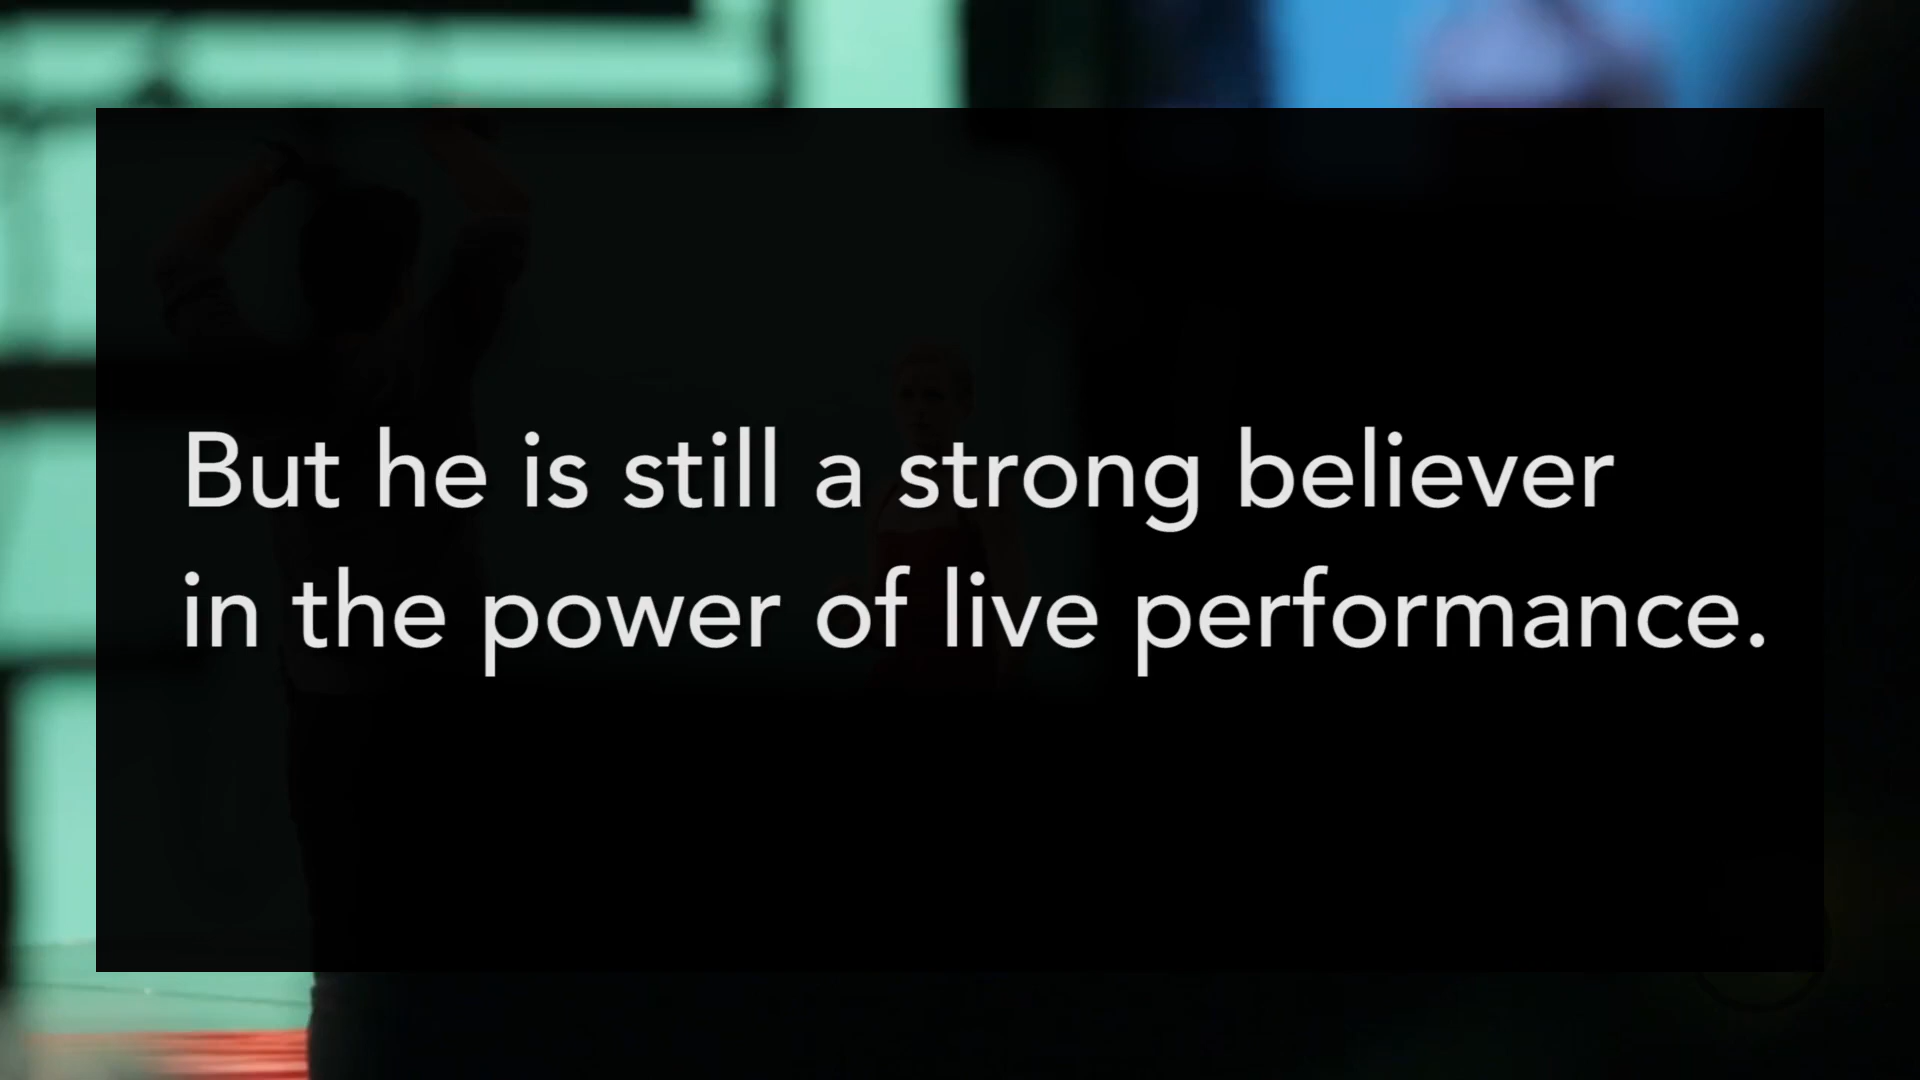 But he is still a strong believer
in the power of live performance.